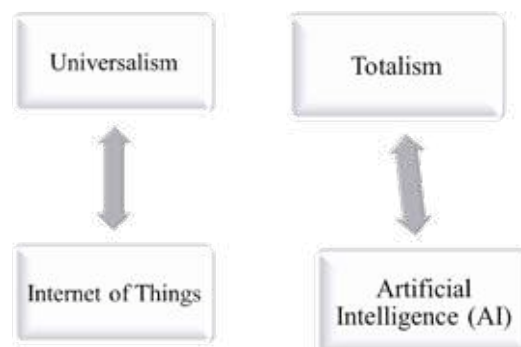 Universalism
Totalism
Internet of Things
Artificial
Intelligence (AI)